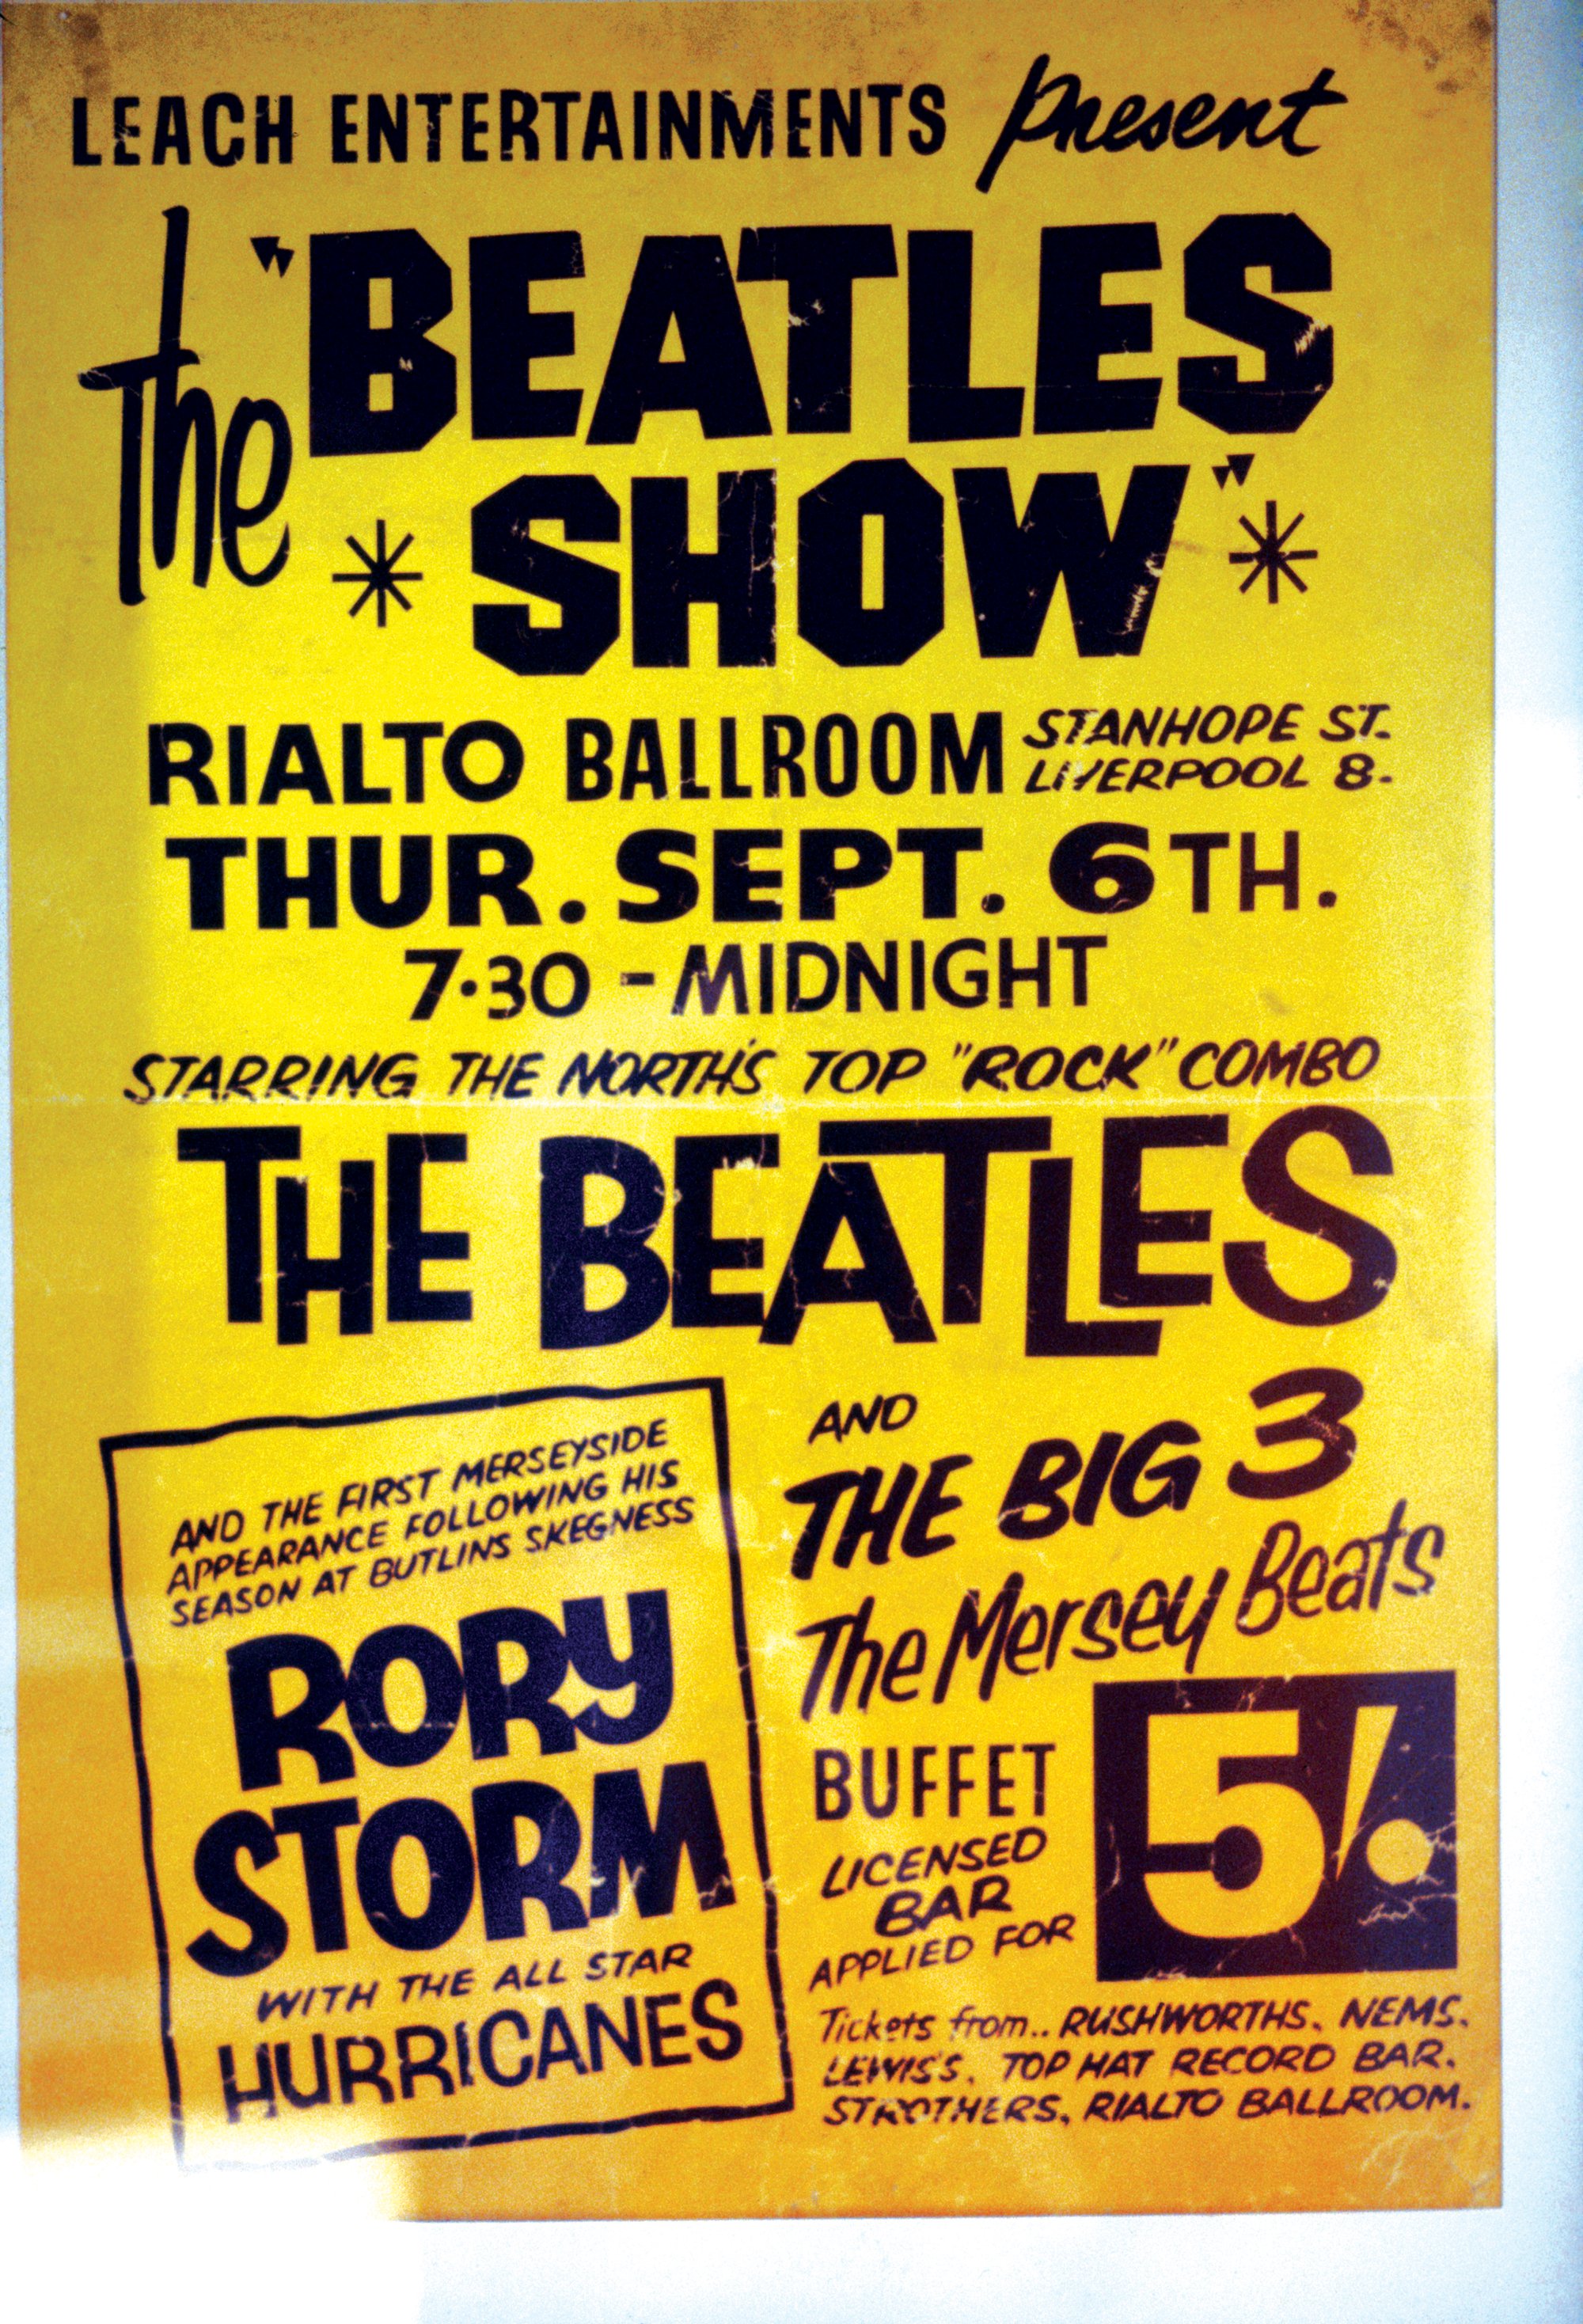 LEACH ENTERTAINMENTS Present
The "BEATLES
SHOW"
RIALTO BALLROOM STANHOPE ST.
LIVERPOOL 8.
THUR. SEPT. 6TH.
7·30 - MIDNIGHT
STARRING THE NORTH'S TOP "ROCK" COMBO
THE BEATLES
AND THE FIRST MERSEYSIDE
APPEARANCE FOLLOWING HIS
SEASON AT BUTLINS SKEGNESS
RORY
STORM
WITH THE ALL STAR
HURRICANES
AND
THE BIG 3
The Mersey Beats
BUFFET
LICENSED
BAR
APPLIED FOR
5/.
Tickets from.. RUSHWORTHS. NEMS.
LEWIS'S. TOP HAT RECORD BAR.
STROTHERS. RIALTO BALLROOM.